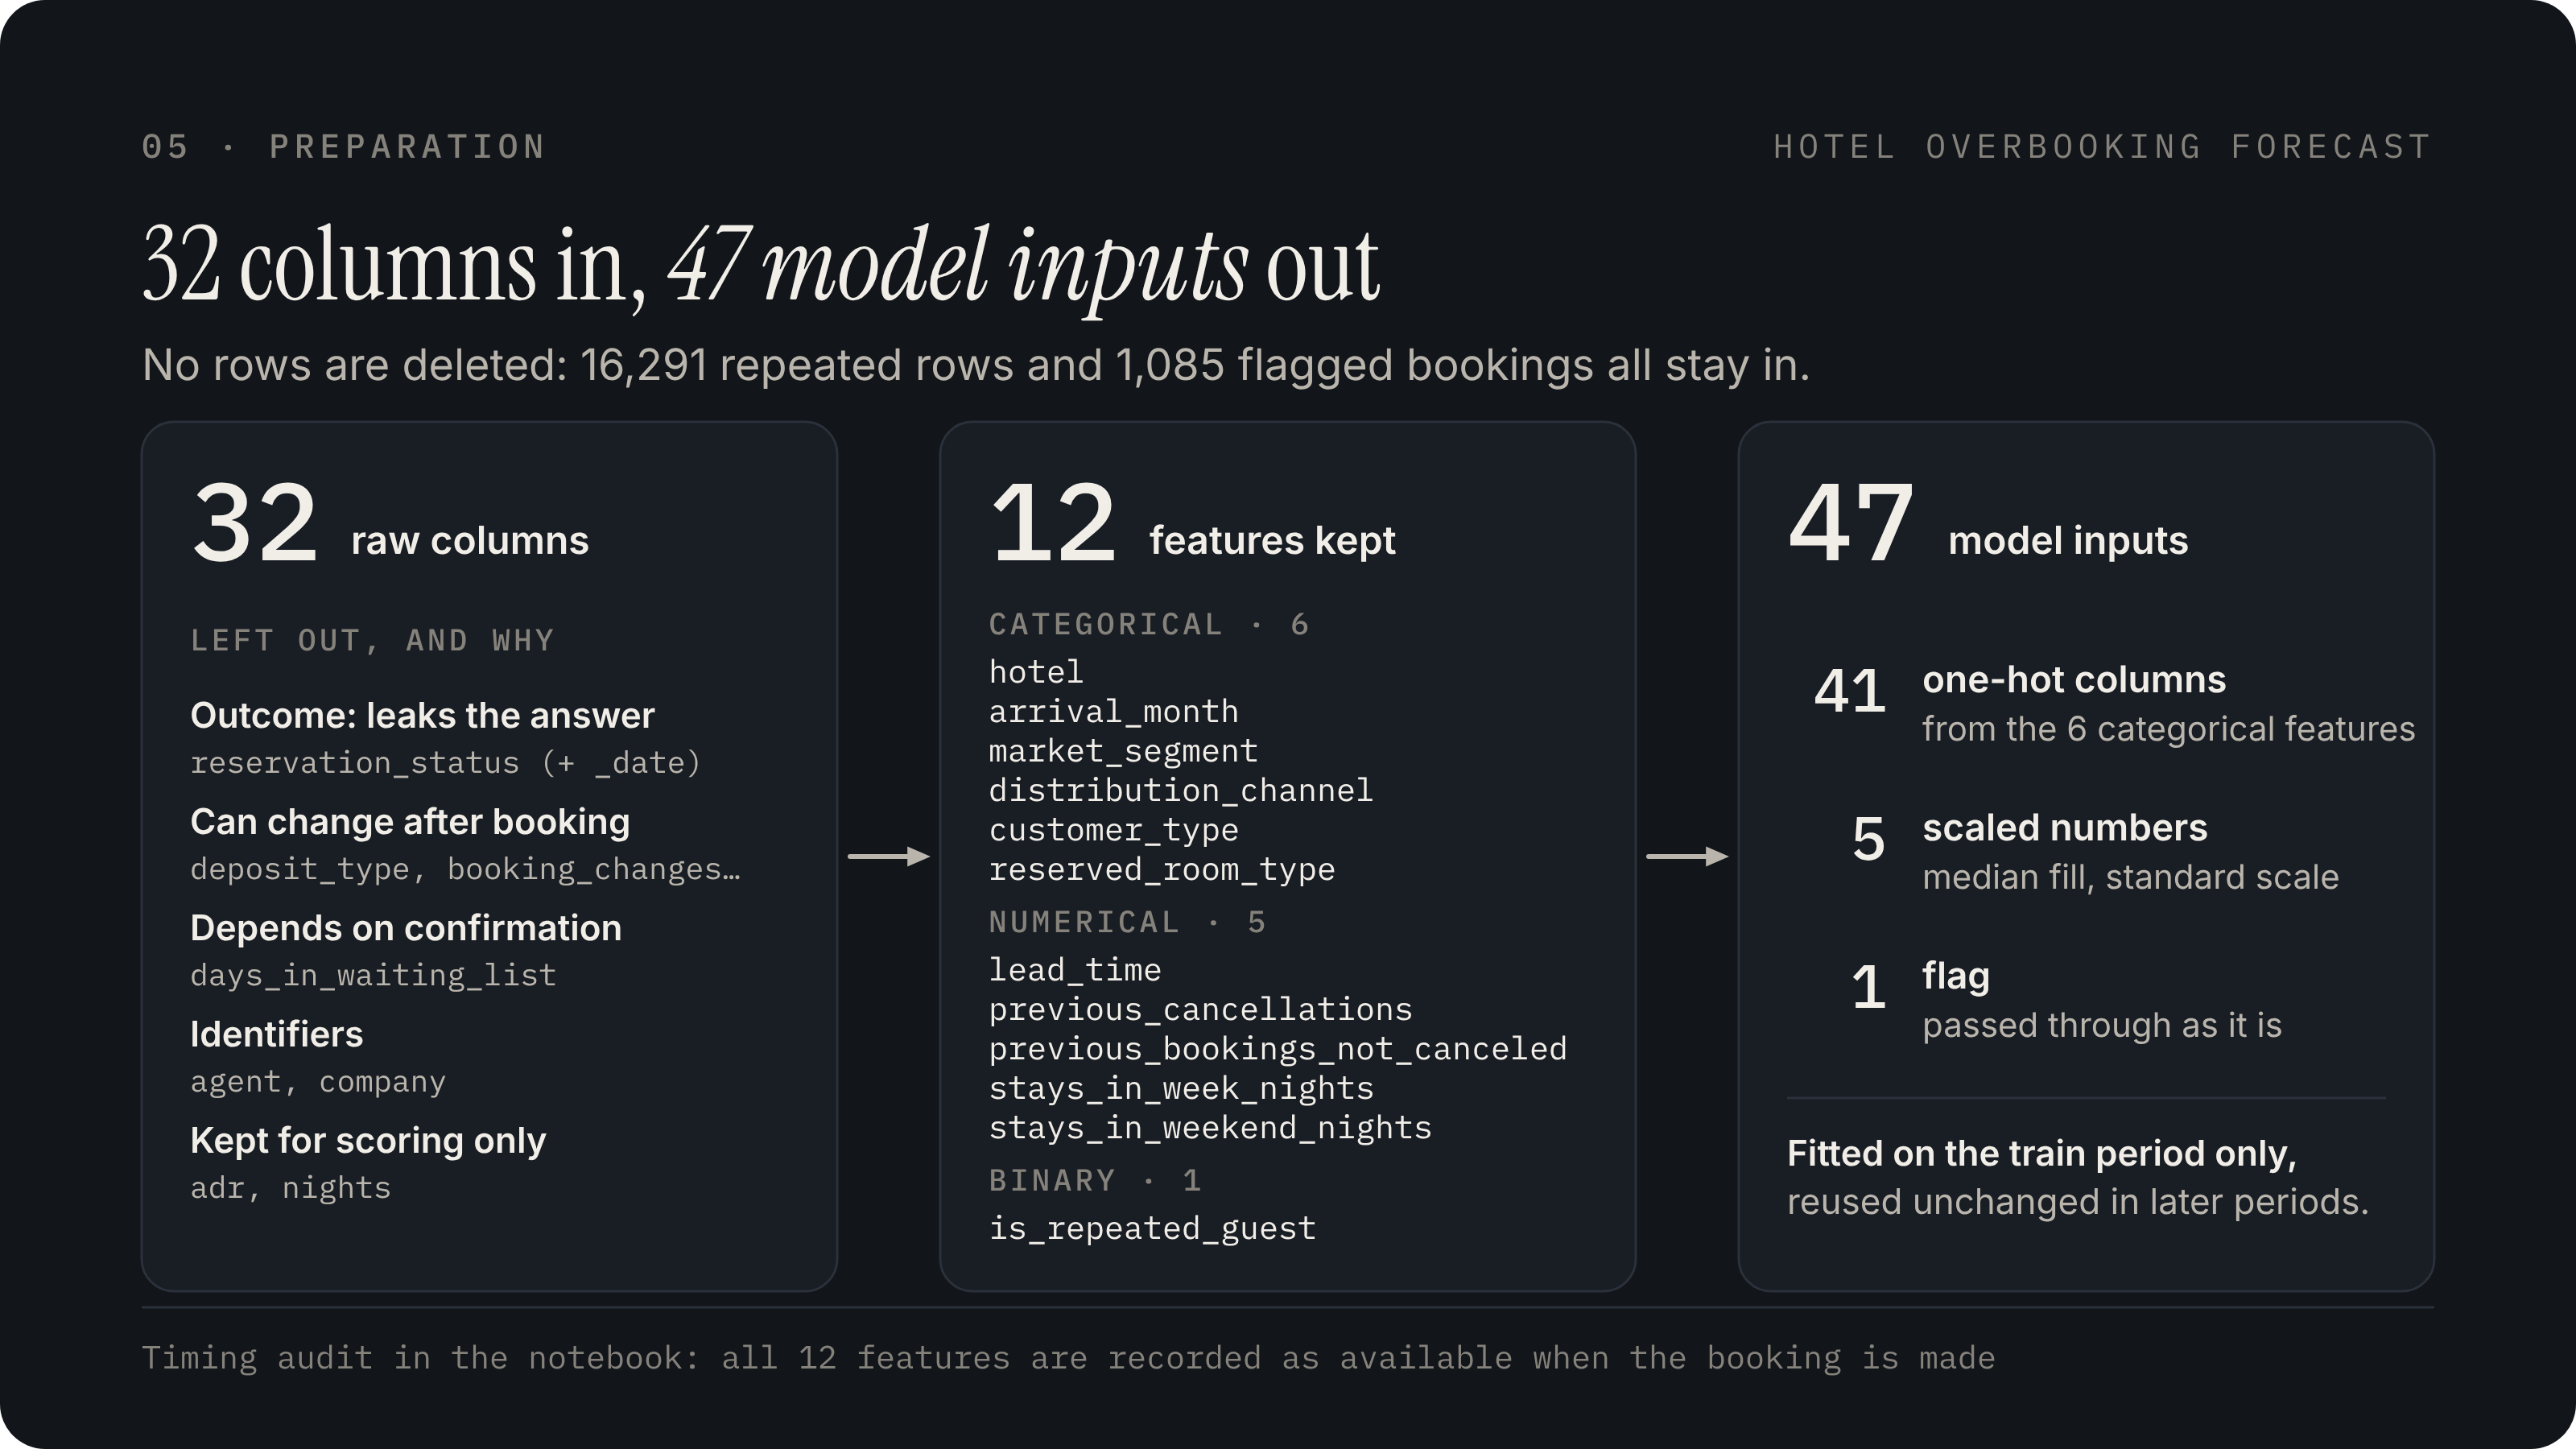 05 · PREPARATION
HOTEL OVERBOOKING FORECAST
32 columns in, 47 model inputs out
No rows are deleted: 16,291 repeated rows and 1,085 flagged bookings all stay in.
32 raw columns
LEFT OUT, AND WHY
Outcome: leaks the answer
reservation_status (+ _date)
Can change after booking
deposit_type, booking_changes…
Depends on confirmation
days_in_waiting_list
Identifiers
agent, company
Kept for scoring only
adr, nights
12 features kept
CATEGORICAL · 6
hotel
arrival_month
market_segment
distribution_channel
customer_type
reserved_room_type
NUMERICAL · 5
lead_time
previous_cancellations
previous_bookings_not_canceled
stays_in_week_nights
stays_in_weekend_nights
BINARY · 1
is_repeated_guest
47 model inputs
41 one-hot columns
from the 6 categorical features
5 scaled numbers
median fill, standard scale
1 flag
passed through as it is
Fitted on the train period only,
reused unchanged in later periods.
Timing audit in the notebook: all 12 features are recorded as available when the booking is made